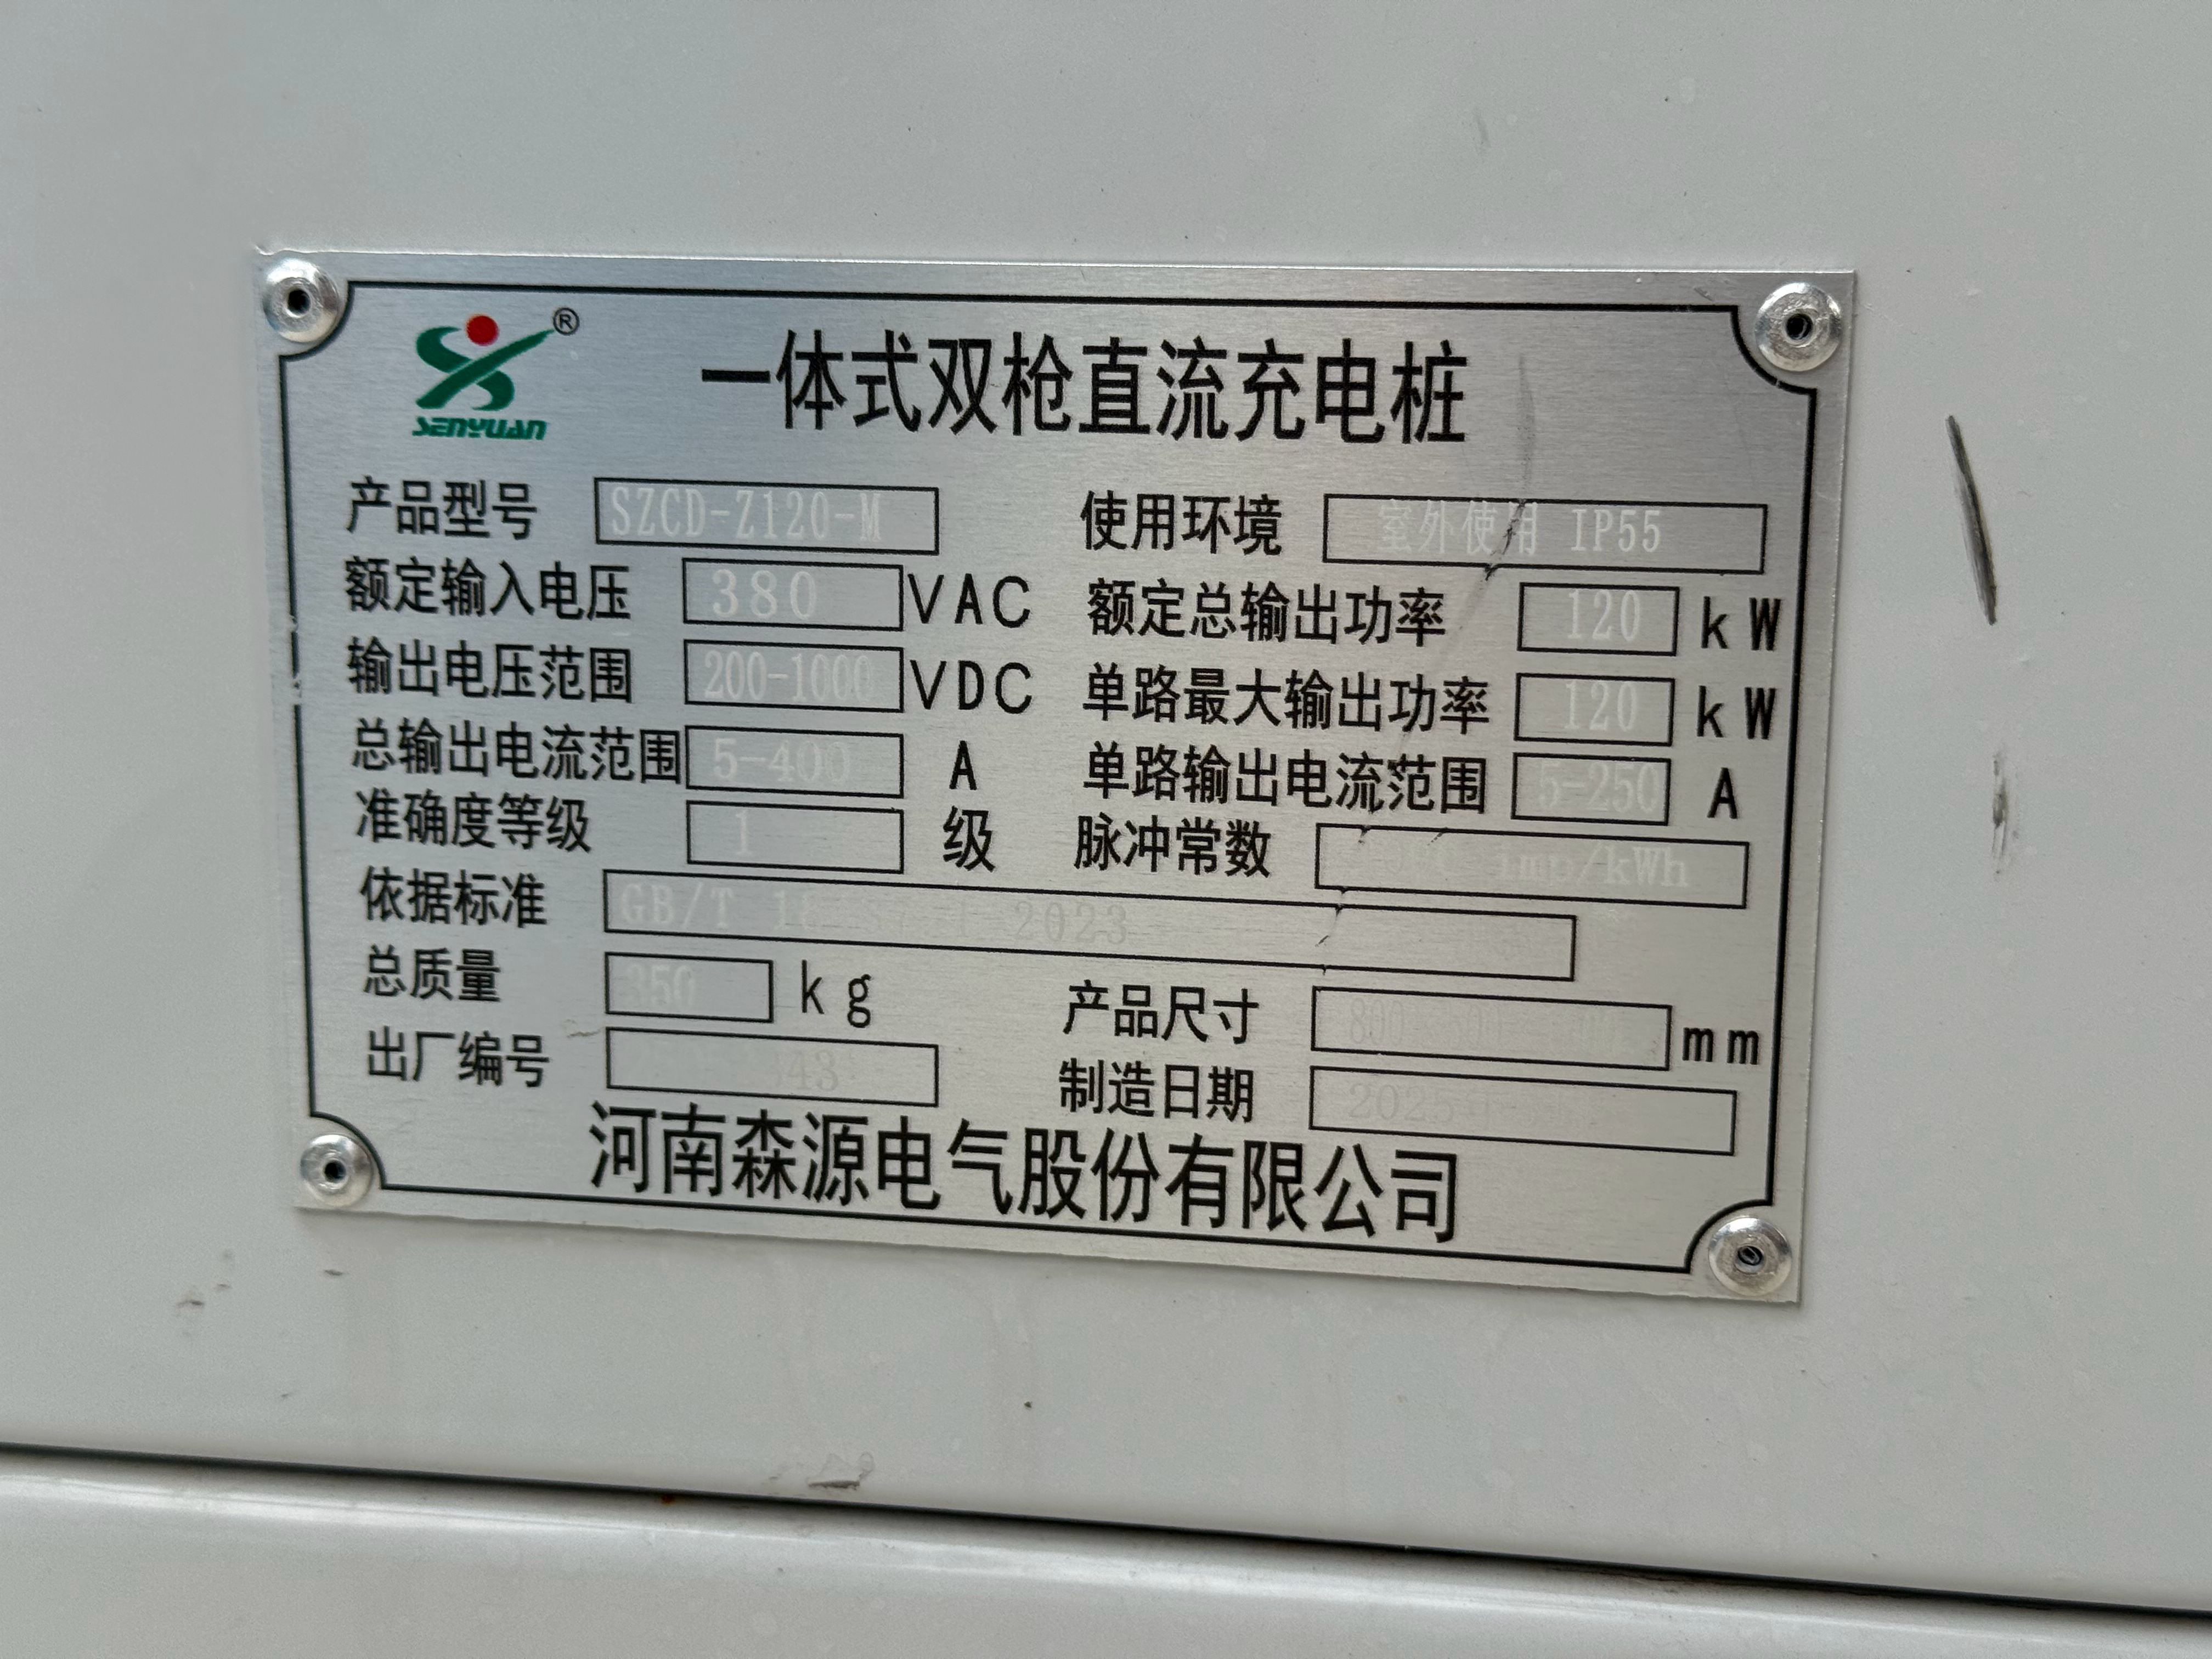 SENYUAN®
一体式双枪直流充电桩
产品型号 SZCD-Z120-M 使用环境 室外使用 IP55
额定输入电压 380 VAC 额定总输出功率 120 kW
输出电压范围 200-1000 VDC 单路最大输出功率 120 kW
总输出电流范围 5-400 A 单路输出电流范围 5-250 A
准确度等级 1 级 脉冲常数 imp/kWh
依据标准 GB/T 2023
总质量 350 kg 产品尺寸 mm
出厂编号 制造日期
河南森源电气股份有限公司